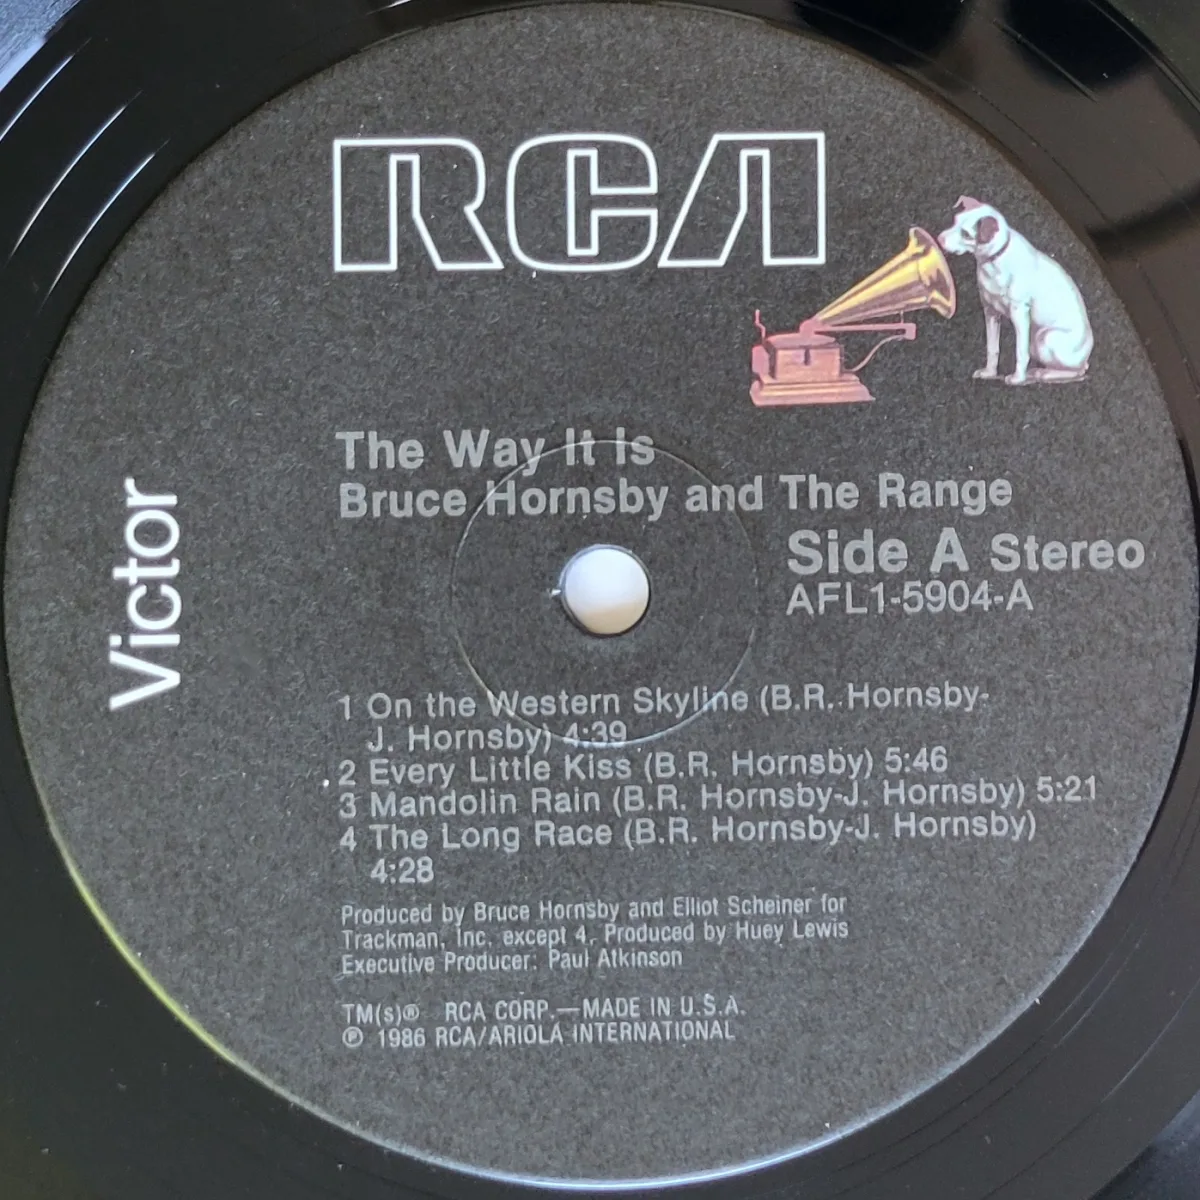 RCA
Victor
The Way It Is
Bruce Hornsby and The Range
Side A Stereo
AFL1-5904-A
1 On the Western Skyline (B.R. Hornsby-
J. Hornsby) 4:39
2 Every Little Kiss (B.R. Hornsby) 5:46
3 Mandolin Rain (B.R. Hornsby-J. Hornsby) 5:21
4 The Long Race (B.R. Hornsby-J. Hornsby)
4:28
Produced by Bruce Hornsby and Elliot Scheiner for
Trackman, Inc. except 4, Produced by Huey Lewis
Executive Producer: Paul Atkinson
TM(s)® RCA CORP.—MADE IN U.S.A.
℗ 1986 RCA/ARIOLA INTERNATIONAL